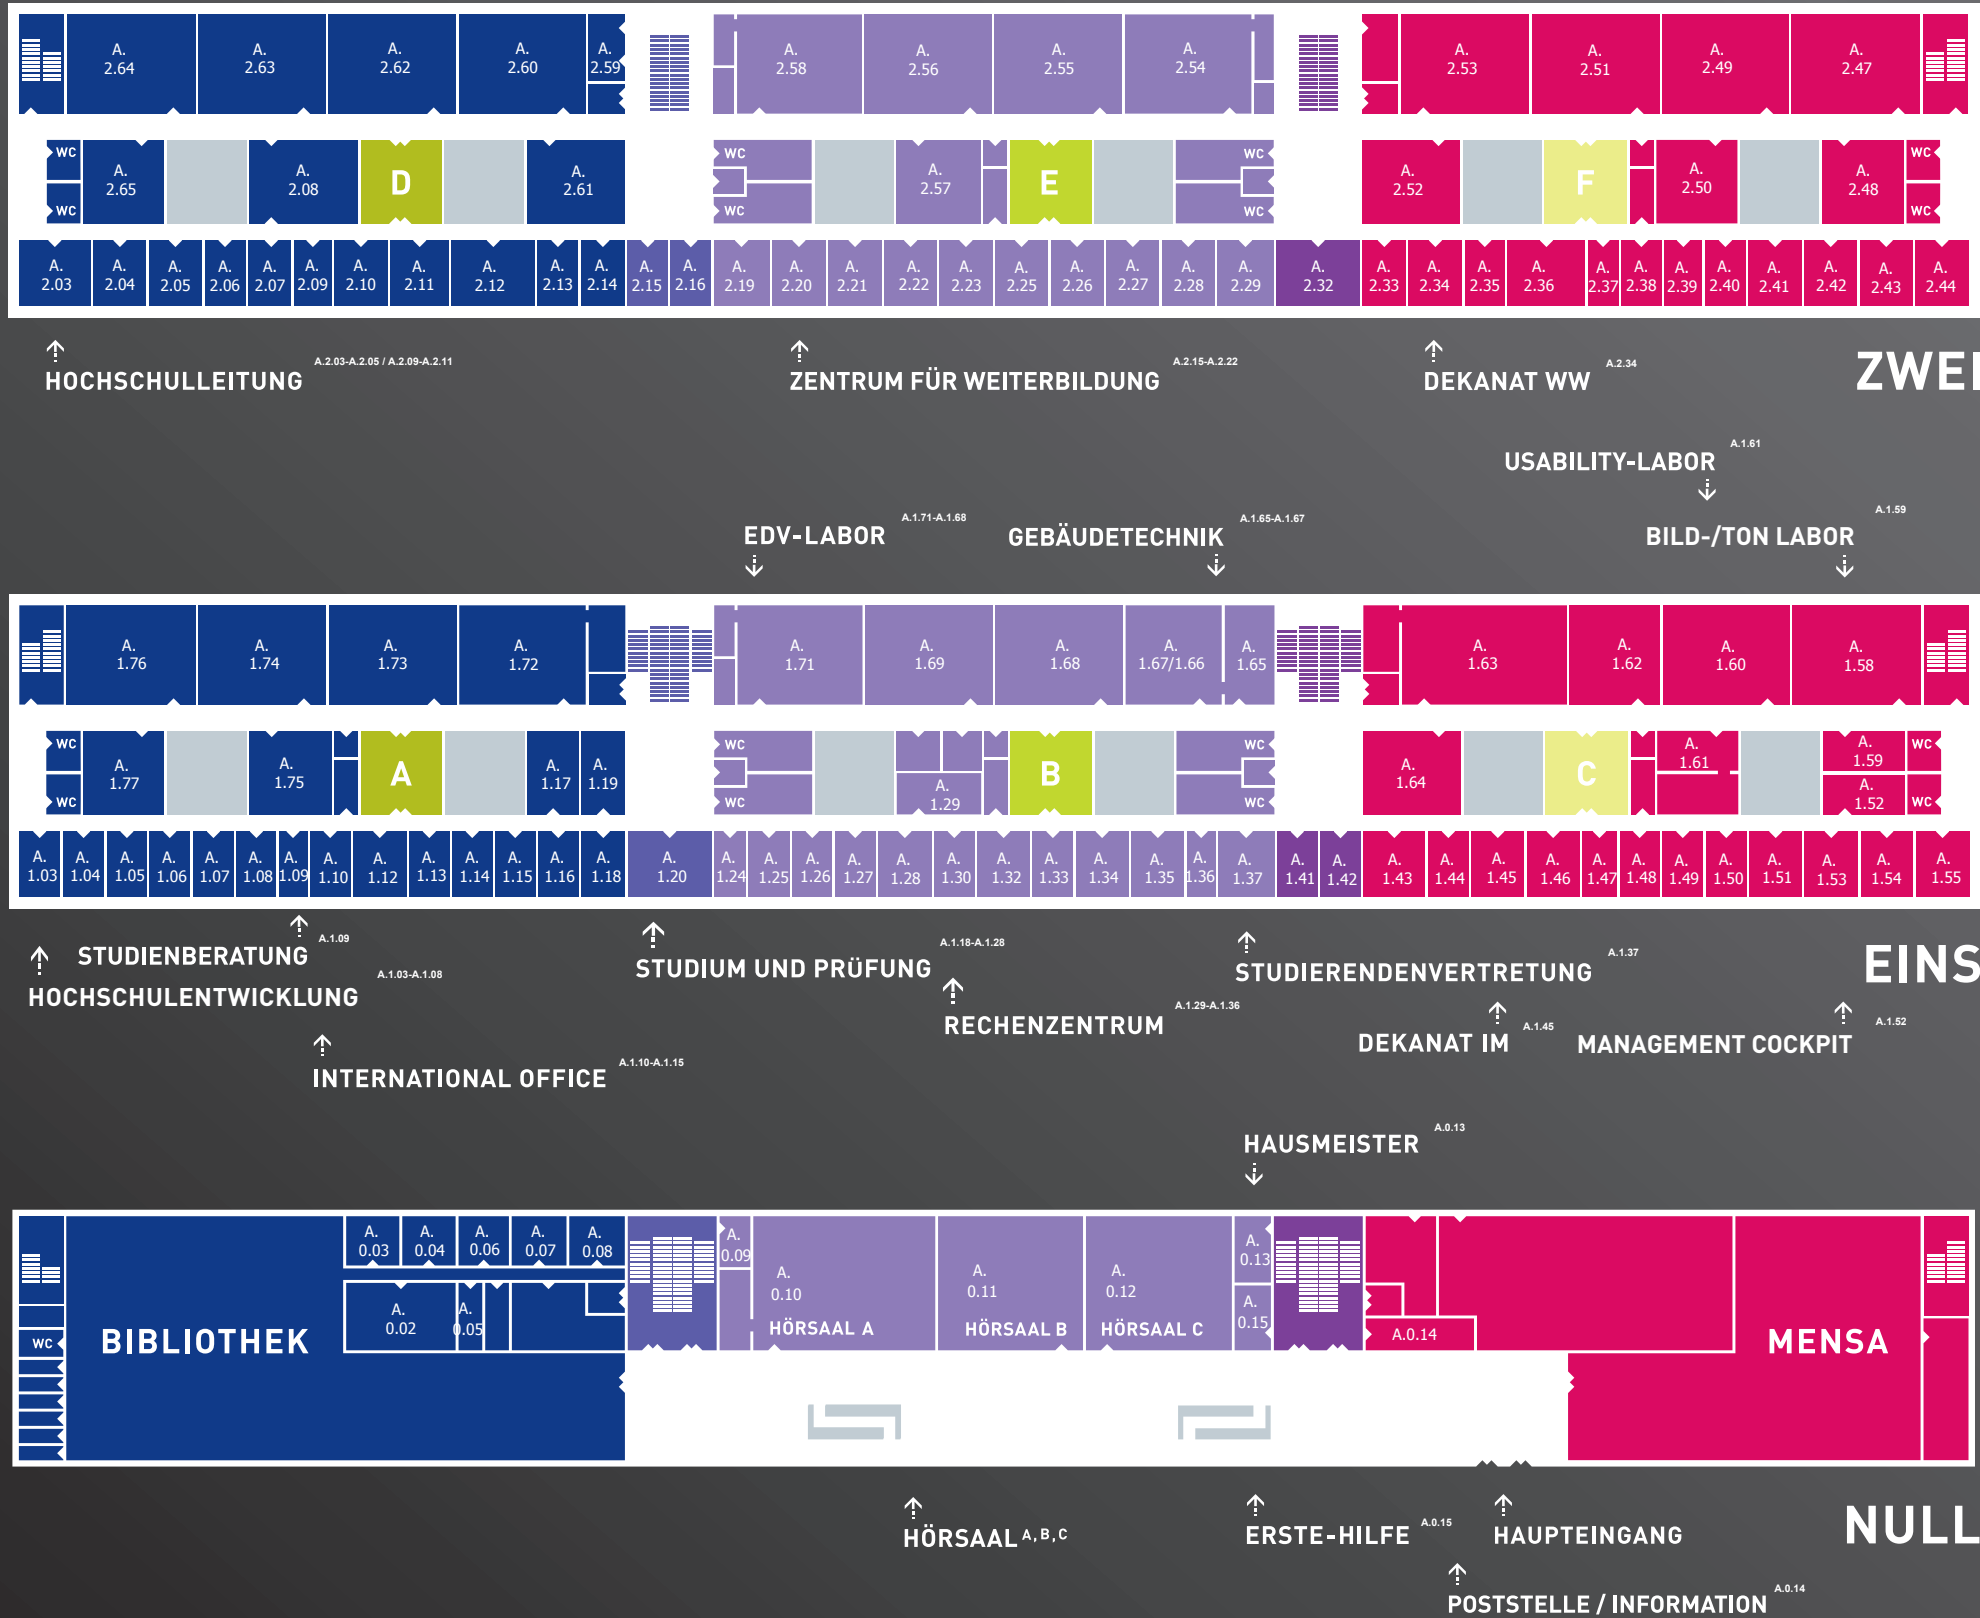 A. 2.64
A. 2.63
A. 2.62
A. 2.60
A. 2.59
A. 2.58
A. 2.56
A. 2.55
A. 2.54
A. 2.53
A. 2.51
A. 2.49
A. 2.47
WC
WC
A. 2.65
A. 2.08
D
A. 2.61
WC
WC
A. 2.57
E
WC
WC
A. 2.52
F
A. 2.50
A. 2.48
WC
WC
A. 2.03
A. 2.04
A. 2.05
A. 2.06
A. 2.07
A. 2.09
A. 2.10
A. 2.11
A. 2.12
A. 2.13
A. 2.14
A. 2.15
A. 2.16
A. 2.19
A. 2.20
A. 2.21
A. 2.22
A. 2.23
A. 2.25
A. 2.26
A. 2.27
A. 2.28
A. 2.29
A. 2.32
A. 2.33
A. 2.34
A. 2.35
A. 2.36
A. 2.37
A. 2.38
A. 2.39
A. 2.40
A. 2.41
A. 2.42
A. 2.43
A. 2.44
HOCHSCHULLEITUNG A.2.03-A.2.05 / A.2.09-A.2.11
ZENTRUM FÜR WEITERBILDUNG A.2.15-A.2.22
DEKANAT WW A.2.34
ZWEI
USABILITY-LABOR A.1.61
EDV-LABOR A.1.71-A.1.68
GEBÄUDETECHNIK A.1.65-A.1.67
BILD-/TON LABOR A.1.59
A. 1.76
A. 1.74
A. 1.73
A. 1.72
A. 1.71
A. 1.69
A. 1.68
A. 1.67/1.66
A. 1.65
A. 1.63
A. 1.62
A. 1.60
A. 1.58
WC
WC
A. 1.77
A. 1.75
A
A. 1.17
A. 1.19
WC
WC
A. 1.29
B
WC
WC
A. 1.64
C
A. 1.61
A. 1.59
A. 1.52
WC
WC
A. 1.03
A. 1.04
A. 1.05
A. 1.06
A. 1.07
A. 1.08
A. 1.09
A. 1.10
A. 1.12
A. 1.13
A. 1.14
A. 1.15
A. 1.16
A. 1.18
A. 1.20
A. 1.24
A. 1.25
A. 1.26
A. 1.27
A. 1.28
A. 1.30
A. 1.32
A. 1.33
A. 1.34
A. 1.35
A. 1.36
A. 1.37
A. 1.41
A. 1.42
A. 1.43
A. 1.44
A. 1.45
A. 1.46
A. 1.47
A. 1.48
A. 1.49
A. 1.50
A. 1.51
A. 1.53
A. 1.54
A. 1.55
STUDIENBERATUNG A.1.09
HOCHSCHULENTWICKLUNG A.1.03-A.1.08
INTERNATIONAL OFFICE A.1.10-A.1.15
STUDIUM UND PRÜFUNG A.1.18-A.1.28
RECHENZENTRUM A.1.29-A.1.36
STUDIERENDENVERTRETUNG A.1.37
DEKANAT IM A.1.45
MANAGEMENT COCKPIT A.1.52
EINS
HAUSMEISTER A.0.13
A. 0.03
A. 0.04
A. 0.06
A. 0.07
A. 0.08
A. 0.09
A. 0.10
HÖRSAAL A
A. 0.11
HÖRSAAL B
A. 0.12
HÖRSAAL C
A. 0.13
A. 0.15
WC
BIBLIOTHEK
A. 0.02
A. 0.05
A.0.14
MENSA
HÖRSAAL A, B, C
ERSTE-HILFE A.0.15
HAUPTEINGANG
NULL
POSTSTELLE / INFORMATION A.0.14